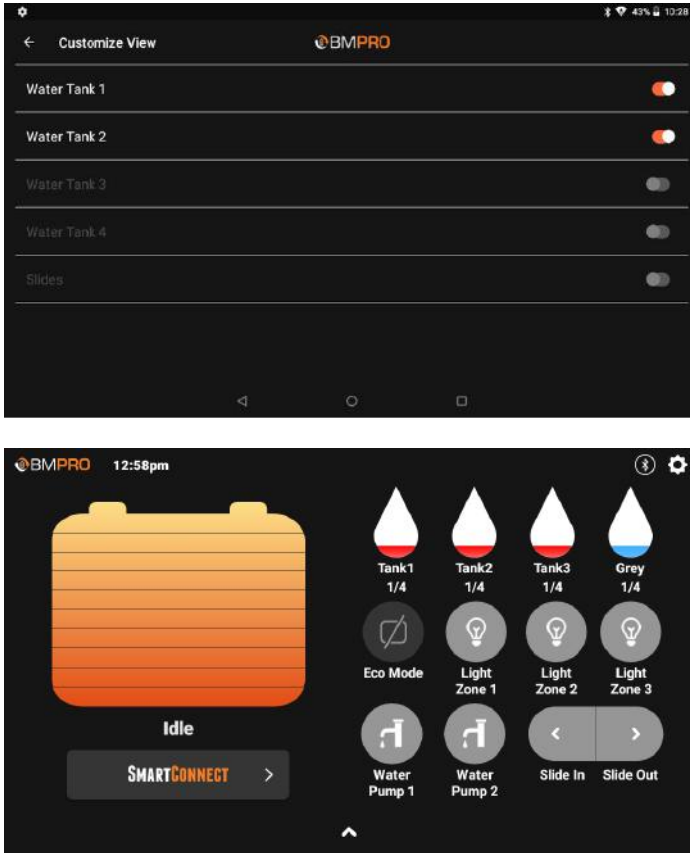 43% 10:28
Customize View BMPRO
Water Tank 1
Water Tank 2
Water Tank 3
Water Tank 4
Slides
BMPRO 12:58pm
Tank1 Tank2 Tank3 Grey
1/4 1/4 1/4 1/4
Eco Mode Light Light Light
Zone 1 Zone 2 Zone 3
Idle
SMARTCONNECT
Water Water Slide In Slide Out
Pump 1 Pump 2